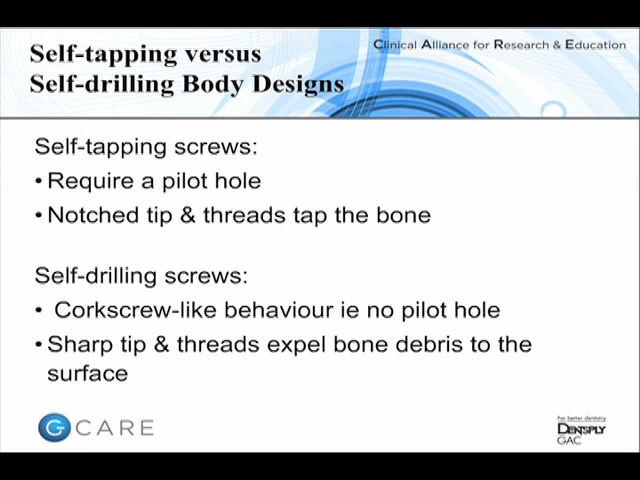 Clinical Alliance for Research & Education
Self-tapping versus
Self-drilling Body Designs
Self-tapping screws:
• Require a pilot hole
• Notched tip & threads tap the bone
Self-drilling screws:
• Corkscrew-like behaviour ie no pilot hole
• Sharp tip & threads expel bone debris to the
surface
G CARE
For better dentistry
DENTSPLY
GAC